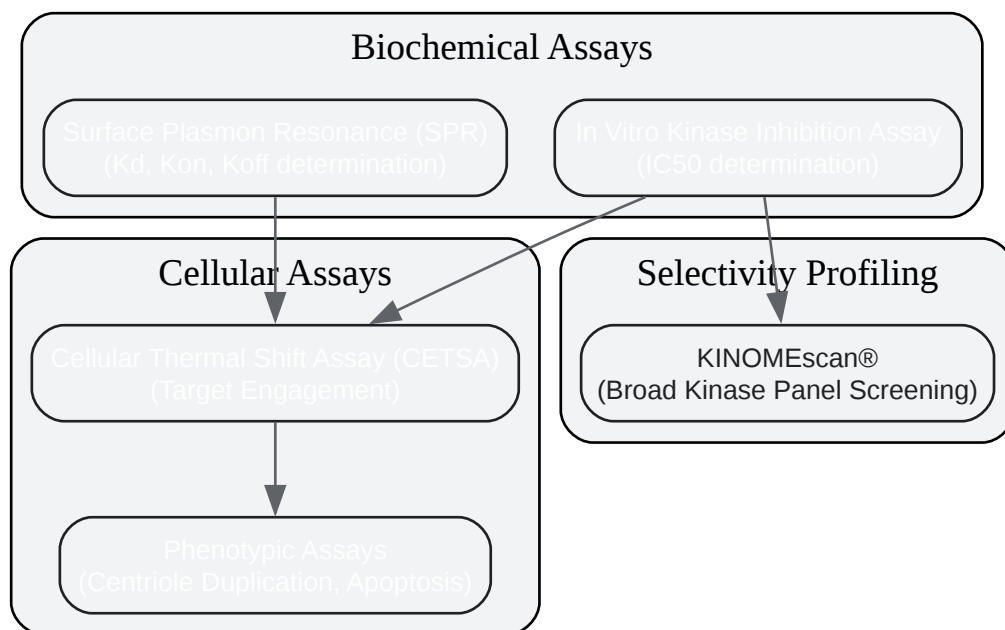 Biochemical Assays
Surface Plasmon Resonance (SPR)
(Kd, Kon, Koff determination)
In Vitro Kinase Inhibition Assay
(IC50 determination)
Cellular Assays
Cellular Thermal Shift Assay (CETSA)
(Target Engagement)
Phenotypic Assays
(Centriole Duplication, Apoptosis)
Selectivity Profiling
KINOMEscan®
(Broad Kinase Panel Screening)